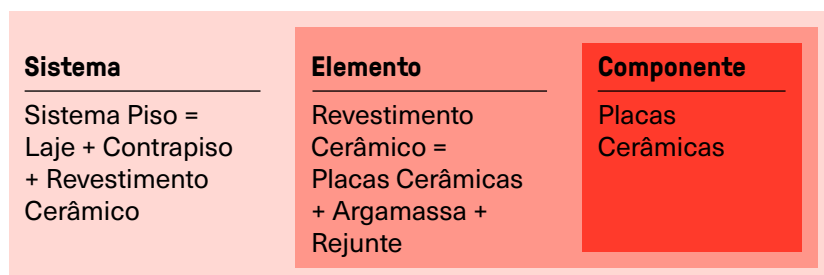 Sistema
Sistema Piso =
Laje + Contrapiso
+ Revestimento
Cerâmico
Elemento
Revestimento
Cerâmico =
Placas Cerâmicas
+ Argamassa +
Rejunte
Componente
Placas
Cerâmicas